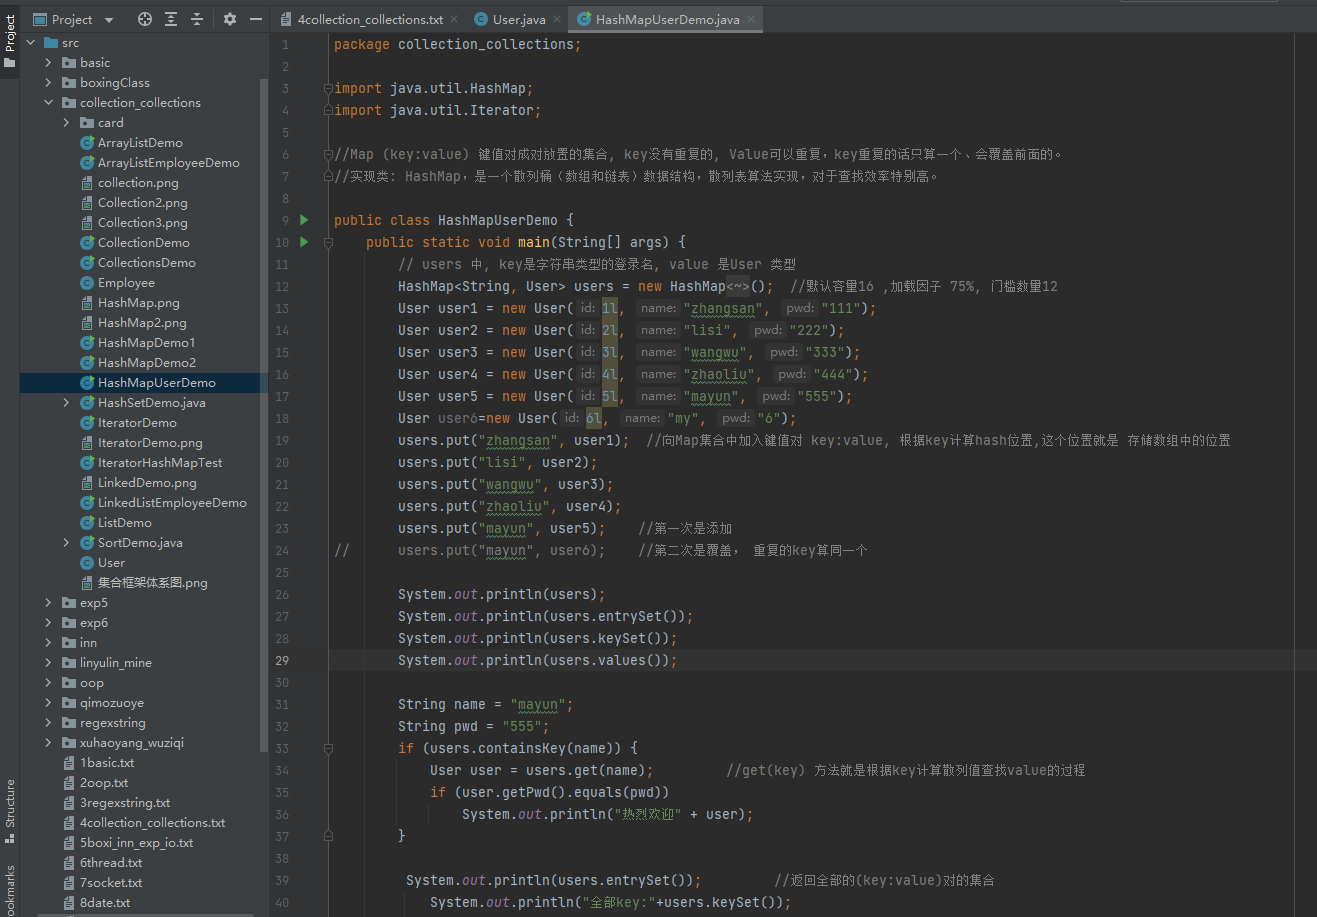 Project
4collection_collections.txt
User.java
HashMapUserDemo.java
Project
Structure
ookmarks
src
basic
boxingClass
collection_collections
card
ArrayListDemo
ArrayListEmployeeDemo
collection.png
Collection2.png
Collection3.png
CollectionDemo
CollectionsDemo
Employee
HashMap.png
HashMap2.png
HashMapDemo1
HashMapDemo2
HashMapUserDemo
HashSetDemo.java
IteratorDemo
IteratorDemo.png
IteratorHashMapTest
LinkedDemo.png
LinkedListEmployeeDemo
ListDemo
SortDemo.java
User
集合框架体系图.png
exp5
exp6
inn
linyulin_mine
oop
qimozuoye
regexstring
xuhaoyang_wuziqi
1basic.txt
2oop.txt
3regexstring.txt
4collection_collections.txt
5boxi_inn_exp_io.txt
6thread.txt
7socket.txt
8date.txt
1 package collection_collections;
2
3 import java.util.HashMap;
4 import java.util.Iterator;
5
6 //Map (key:value) 键值对成对放置的集合, key没有重复的, Value可以重复，key重复的话只算一个、会覆盖前面的。
7 //实现类: HashMap，是一个散列桶（数组和链表）数据结构，散列表算法实现，对于查找效率特别高。
8
9 public class HashMapUserDemo {
10 public static void main(String[] args) {
11 // users 中, key是字符串类型的登录名, value 是User 类型
12 HashMap<String, User> users = new HashMap<~>(); //默认容量16 ,加载因子 75%, 门槛数量12
13 User user1 = new User( id: 1l, name: "zhangsan", pwd: "111");
14 User user2 = new User( id: 2l, name: "lisi", pwd: "222");
15 User user3 = new User( id: 3l, name: "wangwu", pwd: "333");
16 User user4 = new User( id: 4l, name: "zhaoliu", pwd: "444");
17 User user5 = new User( id: 5l, name: "mayun", pwd: "555");
18 User user6=new User( id: 6l, name: "my", pwd: "6");
19 users.put("zhangsan", user1); //向Map集合中加入键值对 key:value, 根据key计算hash位置,这个位置就是 存储数组中的位置
20 users.put("lisi", user2);
21 users.put("wangwu", user3);
22 users.put("zhaoliu", user4);
23 users.put("mayun", user5); //第一次是添加
24 // users.put("mayun", user6); //第二次是覆盖， 重复的key算同一个
25
26 System.out.println(users);
27 System.out.println(users.entrySet());
28 System.out.println(users.keySet());
29 System.out.println(users.values());
30
31 String name = "mayun";
32 String pwd = "555";
33 if (users.containsKey(name)) {
34 User user = users.get(name); //get(key) 方法就是根据key计算散列值查找value的过程
35 if (user.getPwd().equals(pwd))
36 System.out.println("热烈欢迎" + user);
37 }
38
39 System.out.println(users.entrySet()); //返回全部的(key:value)对的集合
40 System.out.println("全部key:"+users.keySet());